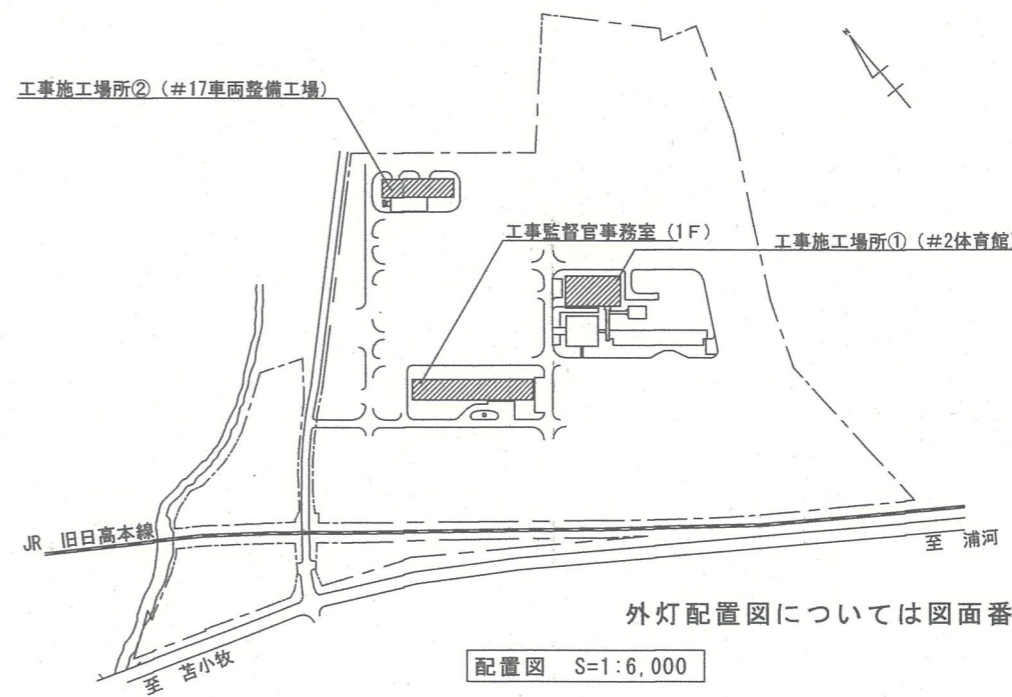 N
工事施工場所②（#17車両整備工場）
工事監督官事務室（1F）
工事施工場所①（#2体育館）
JR 旧日高本線
至 浦河
外灯配置図については図面番
至 苫小牧
配置図 S=1:6,000